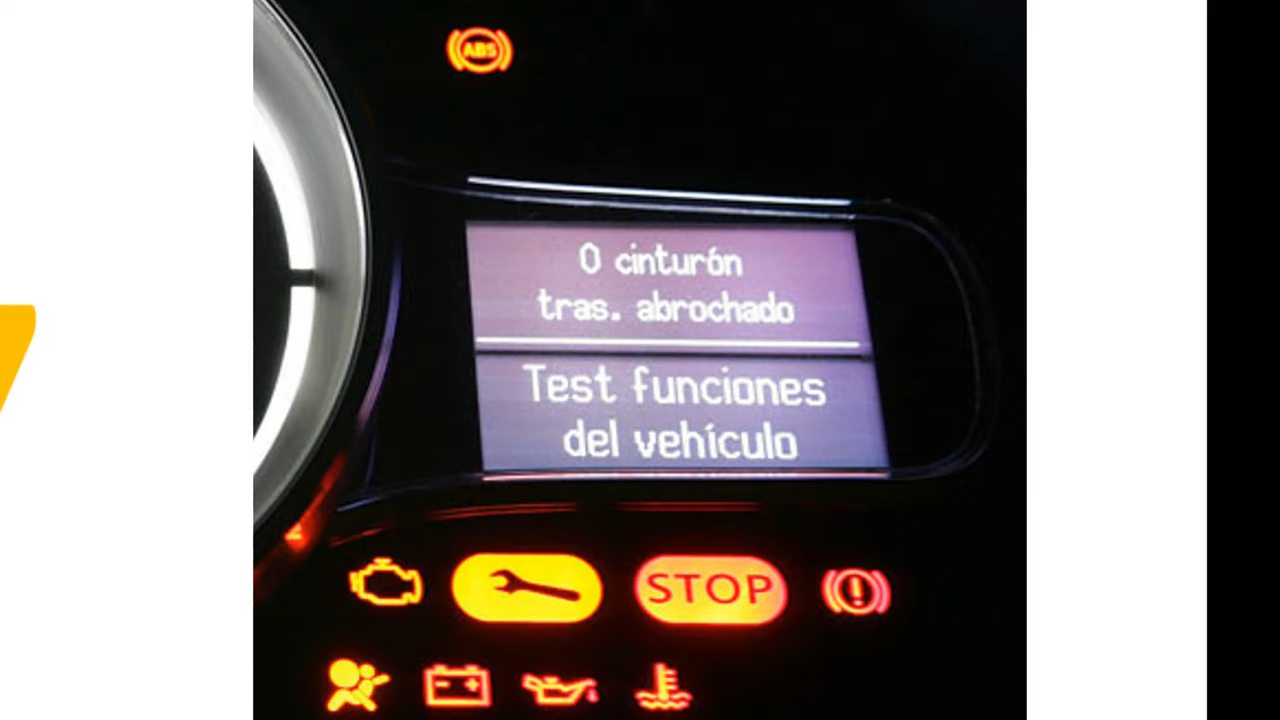 ABS
0 cinturón
tras. abrochado
Test funciones
del vehículo
STOP